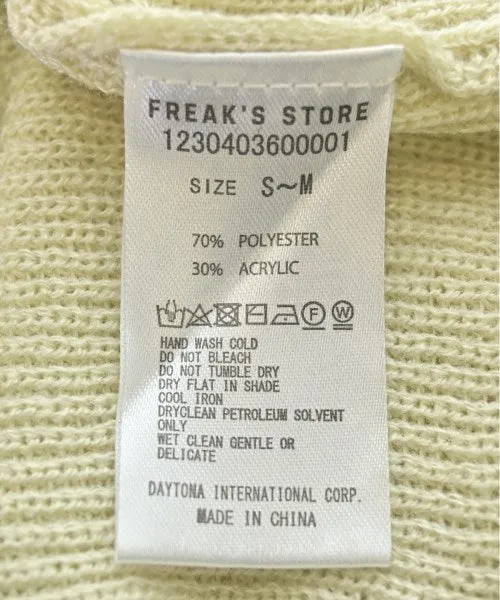 FREAK'S STORE
1230403600001
SIZE S~M
70% POLYESTER
30% ACRYLIC
F W
HAND WASH COLD
DO NOT BLEACH
DO NOT TUMBLE DRY
DRY FLAT IN SHADE
COOL IRON
DRYCLEAN PETROLEUM SOLVENT
ONLY
WET CLEAN GENTLE OR
DELICATE
DAYTONA INTERNATIONAL CORP.
MADE IN CHINA